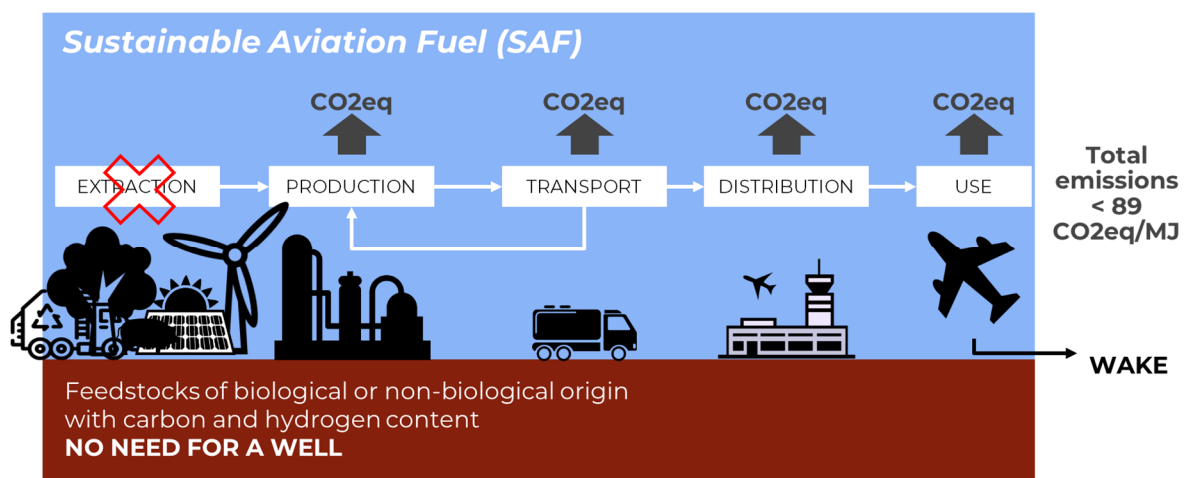 Sustainable Aviation Fuel (SAF)
CO2eq
CO2eq
CO2eq
CO2eq
EXTRACTION
PRODUCTION
TRANSPORT
DISTRIBUTION
USE
Total
emissions
< 89
CO2eq/MJ
WAKE
Feedstocks of biological or non-biological origin
with carbon and hydrogen content
NO NEED FOR A WELL